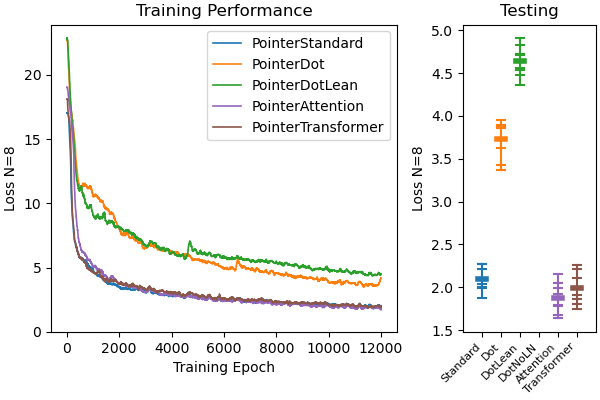 Training Performance
Loss N=8
20
15
10
5
0
0 2000 4000 6000 8000 10000 12000
Training Epoch
PointerStandard
PointerDot
PointerDotLean
PointerAttention
PointerTransformer
Testing
Loss N=8
5.0
4.5
4.0
3.5
3.0
2.5
2.0
1.5
Standard
Dot
DotLean
DotNoLN
Attention
Transformer